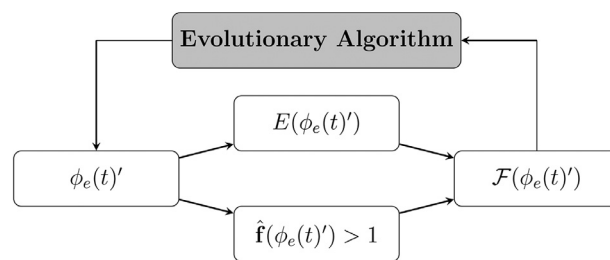 Evolutionary Algorithm
E(ϕₑ(t)′)
ϕₑ(t)′
ℱ(ϕₑ(t)′)
f̂(ϕₑ(t)′) > 1